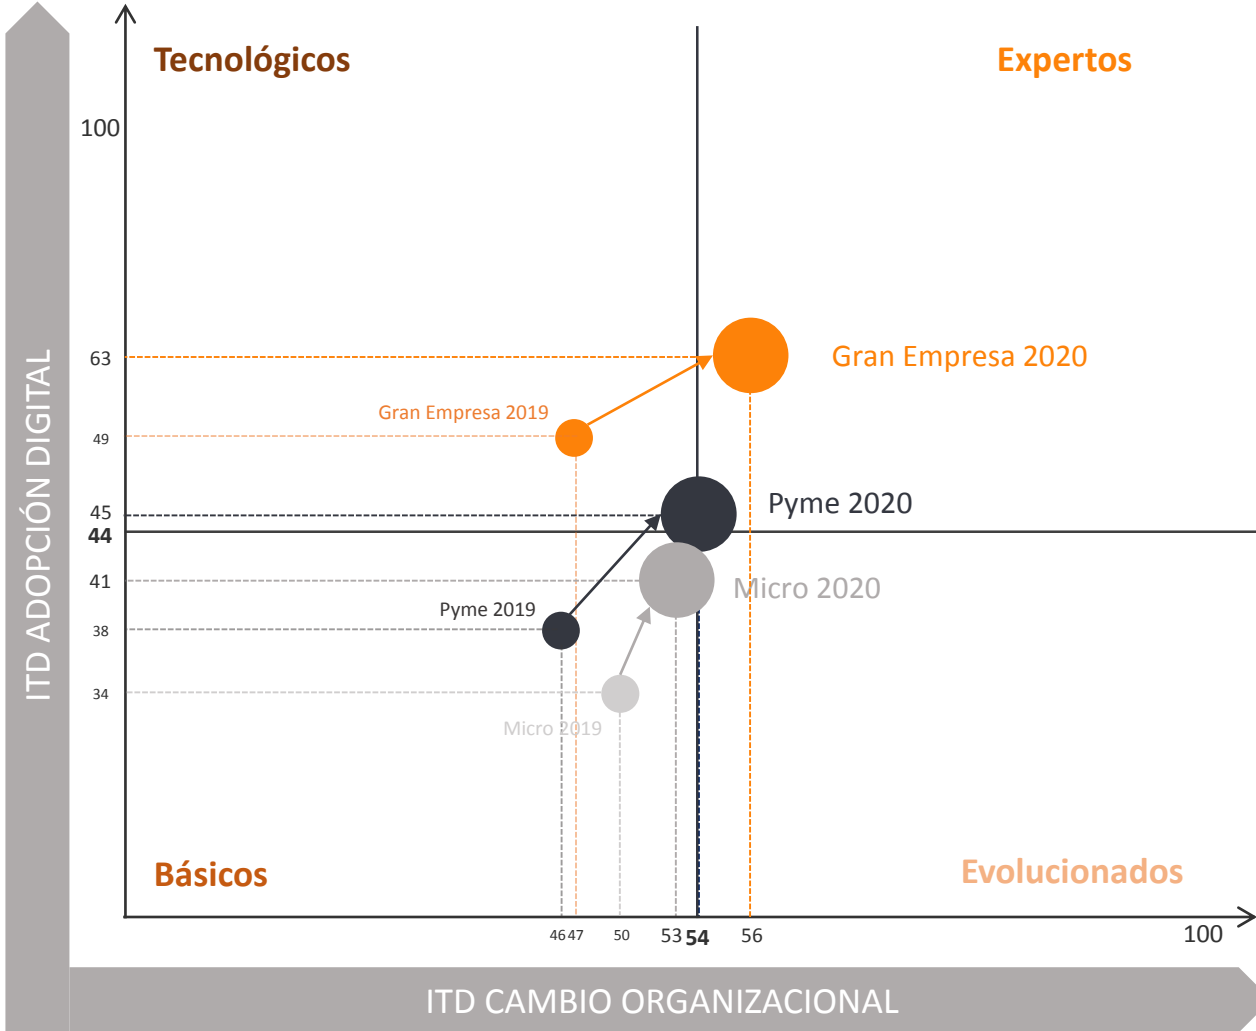 Tecnológicos
Expertos
100
63
Gran Empresa 2020
Gran Empresa 2019
49
45
Pyme 2020
44
41
Micro 2020
Pyme 2019
38
34
Micro 2019
Básicos
Evolucionados
46
47
50
53
54
56
100
ITD ADOPCIÓN DIGITAL
ITD CAMBIO ORGANIZACIONAL